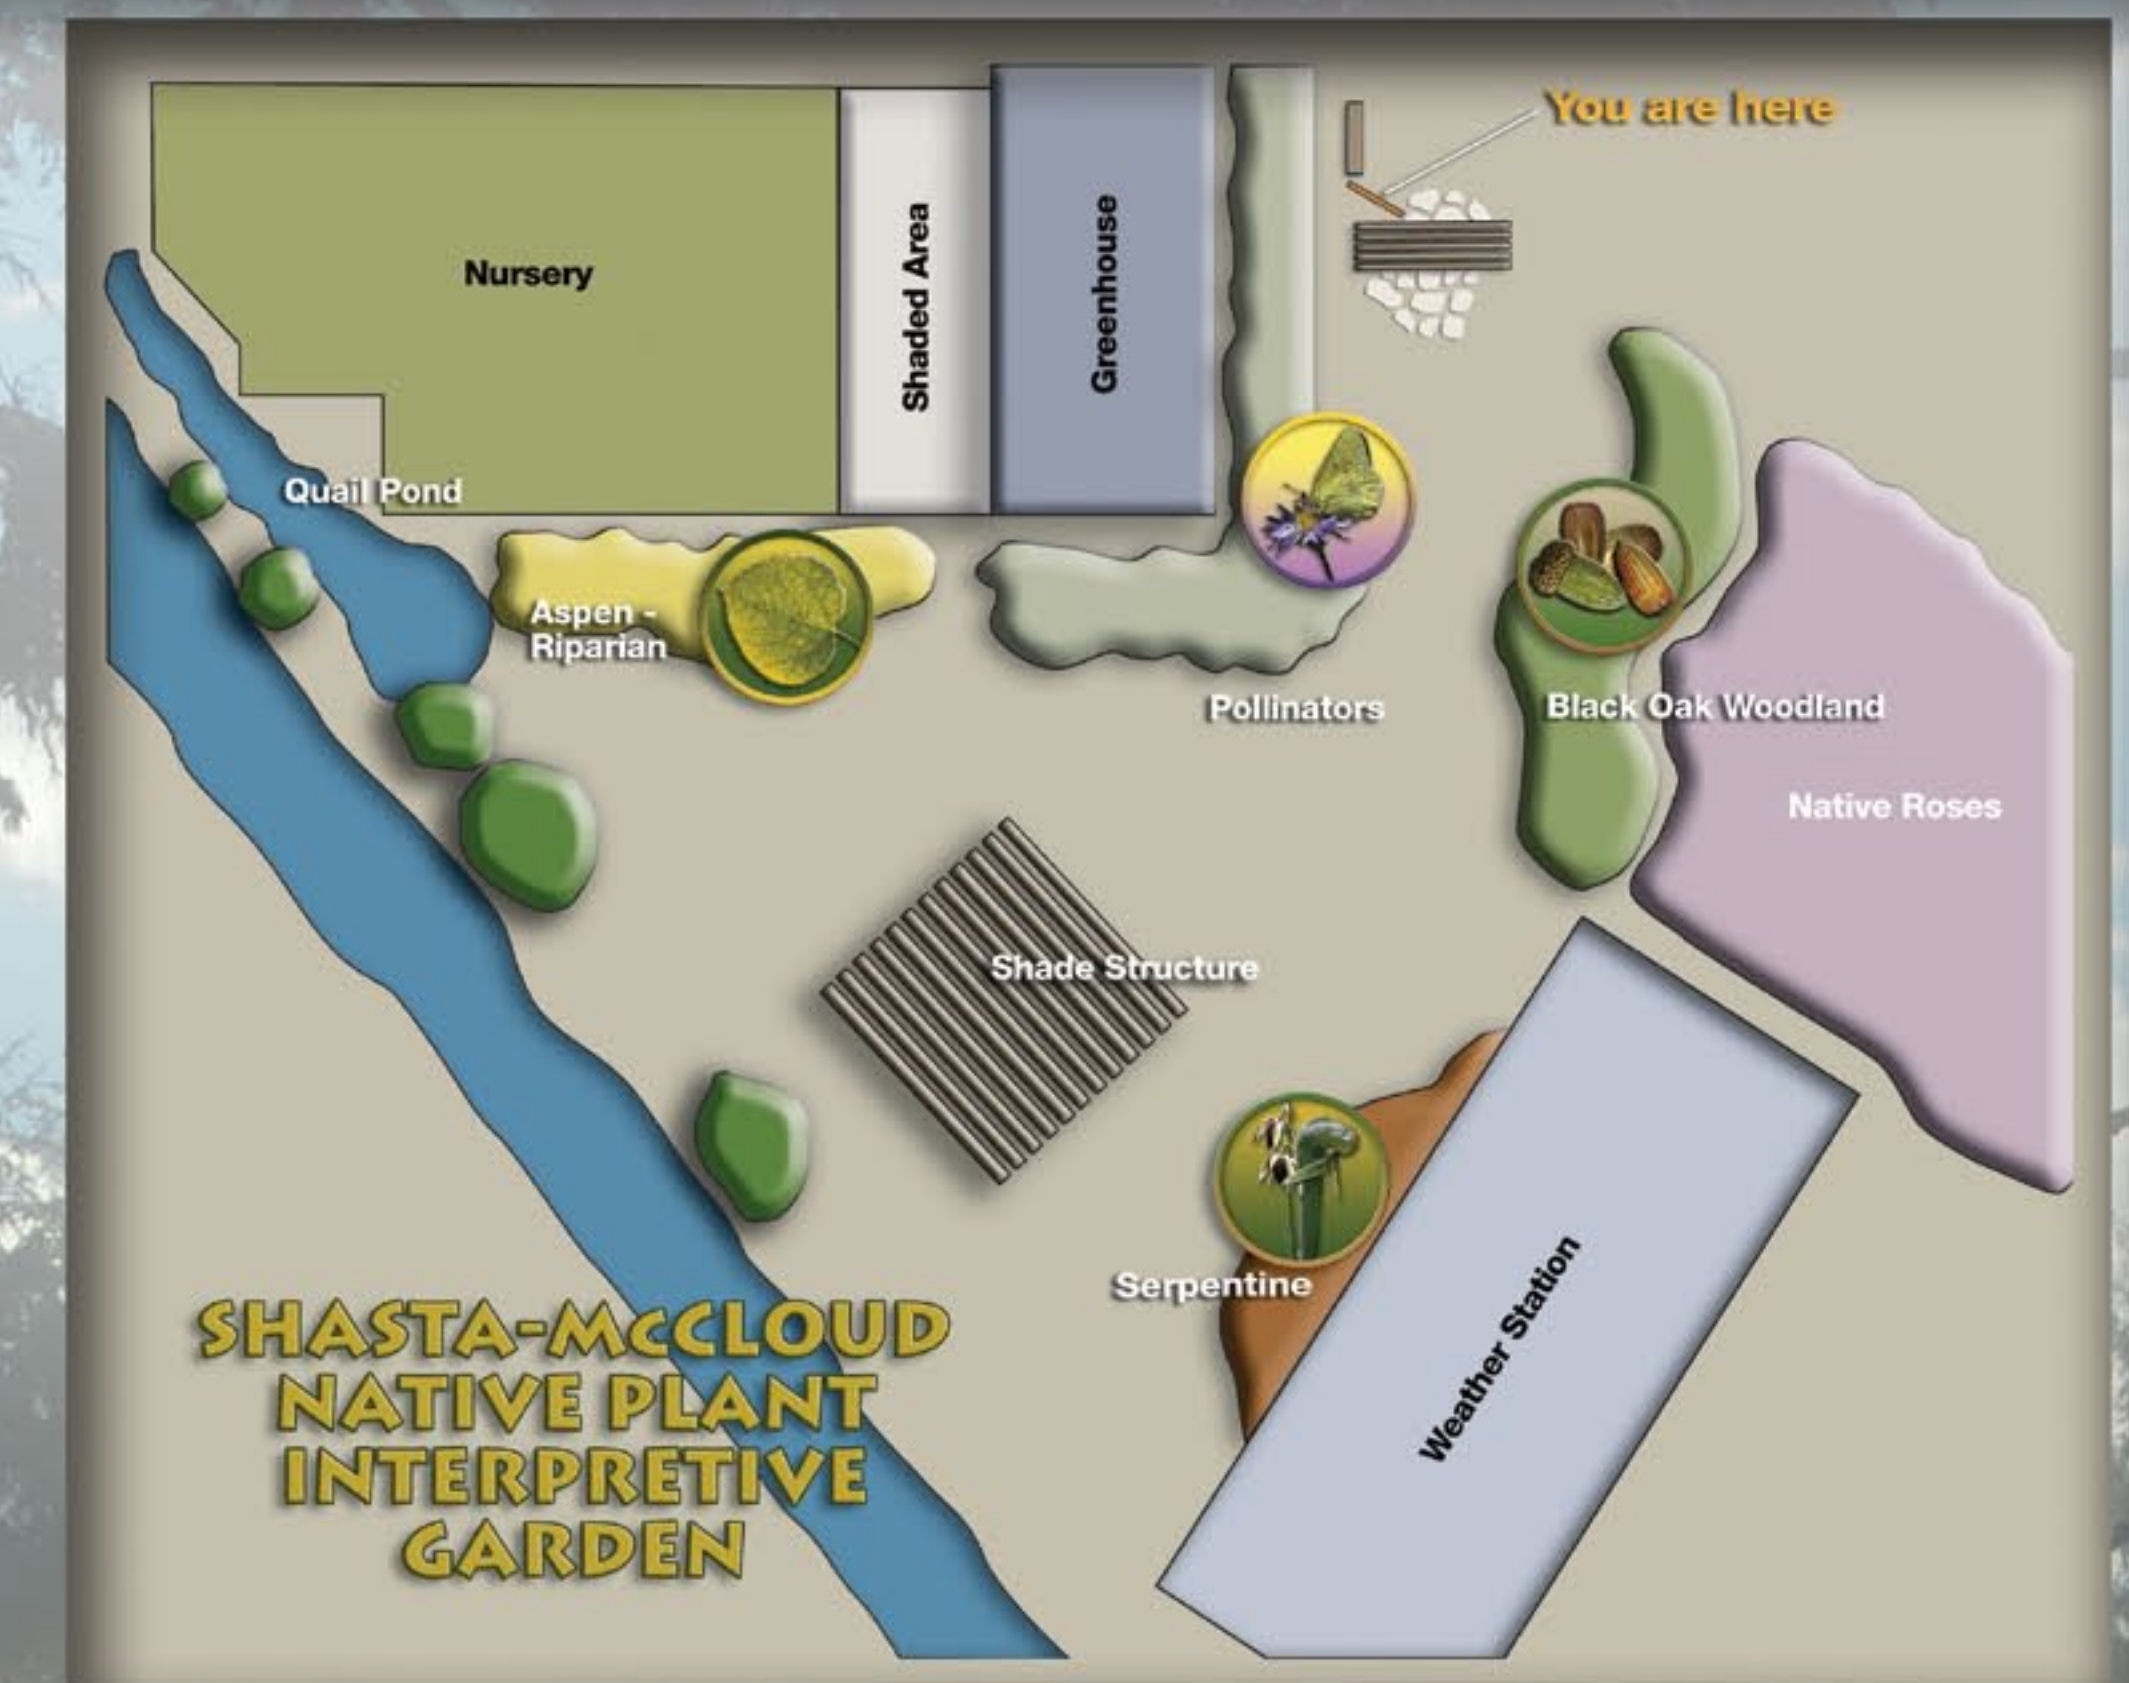 You are here
Nursery
Shaded Area
Greenhouse
Quail Pond
Aspen -
Riparian
Pollinators
Black Oak Woodland
Native Roses
Shade Structure
Serpentine
Weather Station
SHASTA-McCLOUD
NATIVE PLANT
INTERPRETIVE
GARDEN